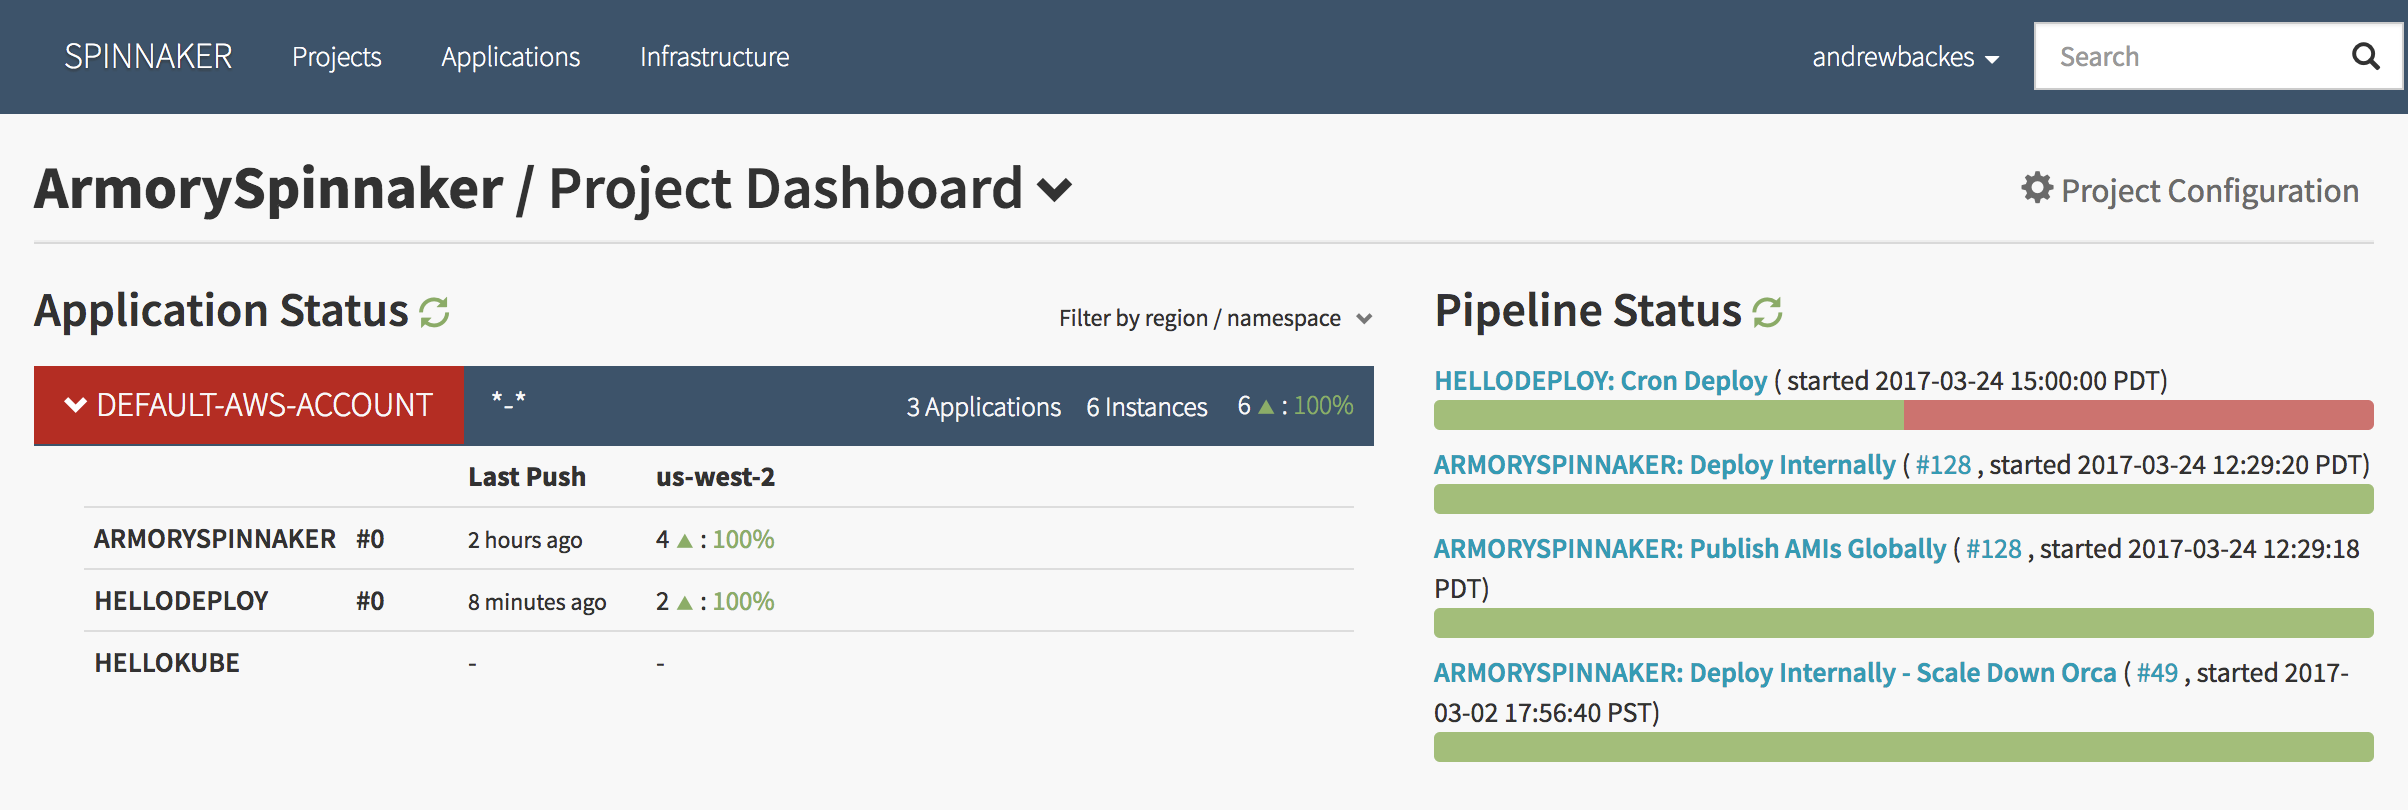 SPINNAKER Projects Applications Infrastructure andrewbackes Search
ArmorySpinnaker / Project Dashboard Project Configuration
Application Status Filter by region / namespace
DEFAULT-AWS-ACCOUNT *-* 3 Applications 6 Instances 6 ▲ : 100%
Last Push us-west-2
ARMORYSPINNAKER #0 2 hours ago 4 ▲ : 100%
HELLODEPLOY #0 8 minutes ago 2 ▲ : 100%
HELLOKUBE - -
Pipeline Status
HELLODEPLOY: Cron Deploy ( started 2017-03-24 15:00:00 PDT)
ARMORYSPINNAKER: Deploy Internally ( #128 , started 2017-03-24 12:29:20 PDT)
ARMORYSPINNAKER: Publish AMIs Globally ( #128 , started 2017-03-24 12:29:18
PDT)
ARMORYSPINNAKER: Deploy Internally - Scale Down Orca ( #49 , started 2017-
03-02 17:56:40 PST)